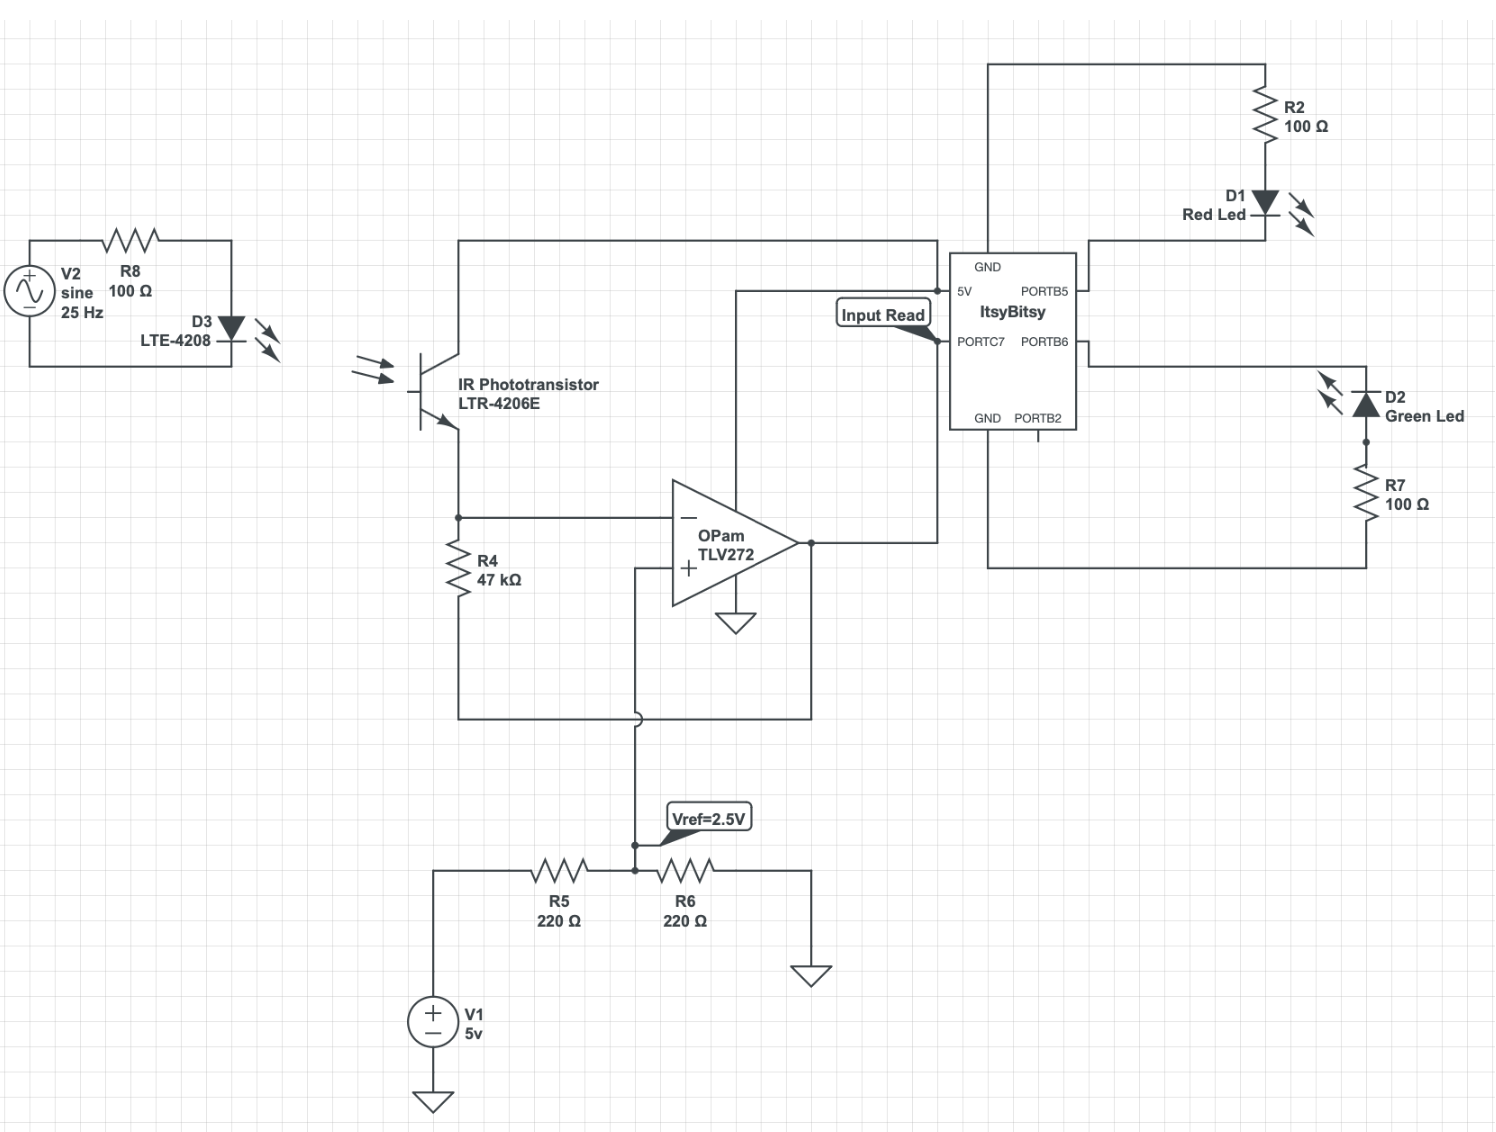 R2
100 Ω
D1
Red Led
V2
sine
25 Hz
R8
100 Ω
D3
LTE-4208
GND
5V
PORTB5
ItsyBitsy
Input Read
PORTC7
PORTB6
GND
PORTB2
IR Phototransistor
LTR-4206E
D2
Green Led
R7
100 Ω
OPam
TLV272
R4
47 kΩ
Vref=2.5V
R5
220 Ω
R6
220 Ω
V1
5v